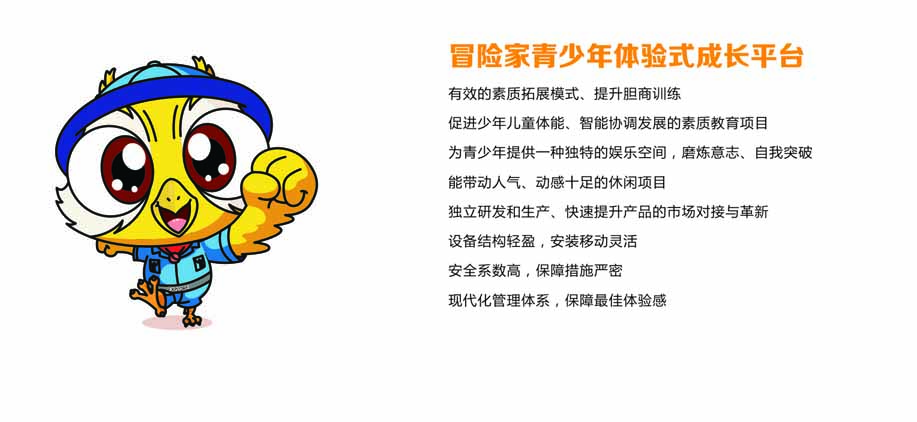 冒险家青少年体验式成长平台
有效的素质拓展模式、提升胆商训练
促进少年儿童体能、智能协调发展的素质教育项目
为青少年提供一种独特的娱乐空间，磨炼意志、自我突破
能带动人气、动感十足的休闲项目
独立研发和生产、快速提升产品的市场对接与革新
设备结构轻盈，安装移动灵活
安全系数高，保障措施严密
现代化管理体系，保障最佳体验感